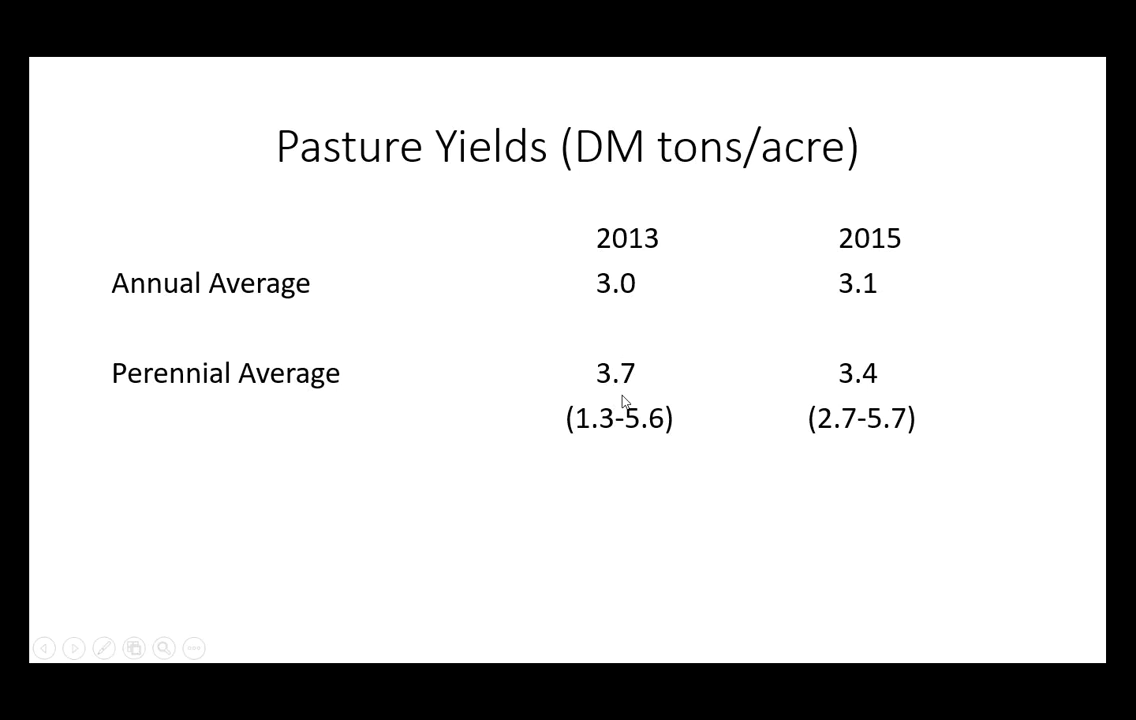 Pasture Yields (DM tons/acre)
2013 2015
Annual Average 3.0 3.1
Perennial Average 3.7 3.4
(1.3-5.6) (2.7-5.7)